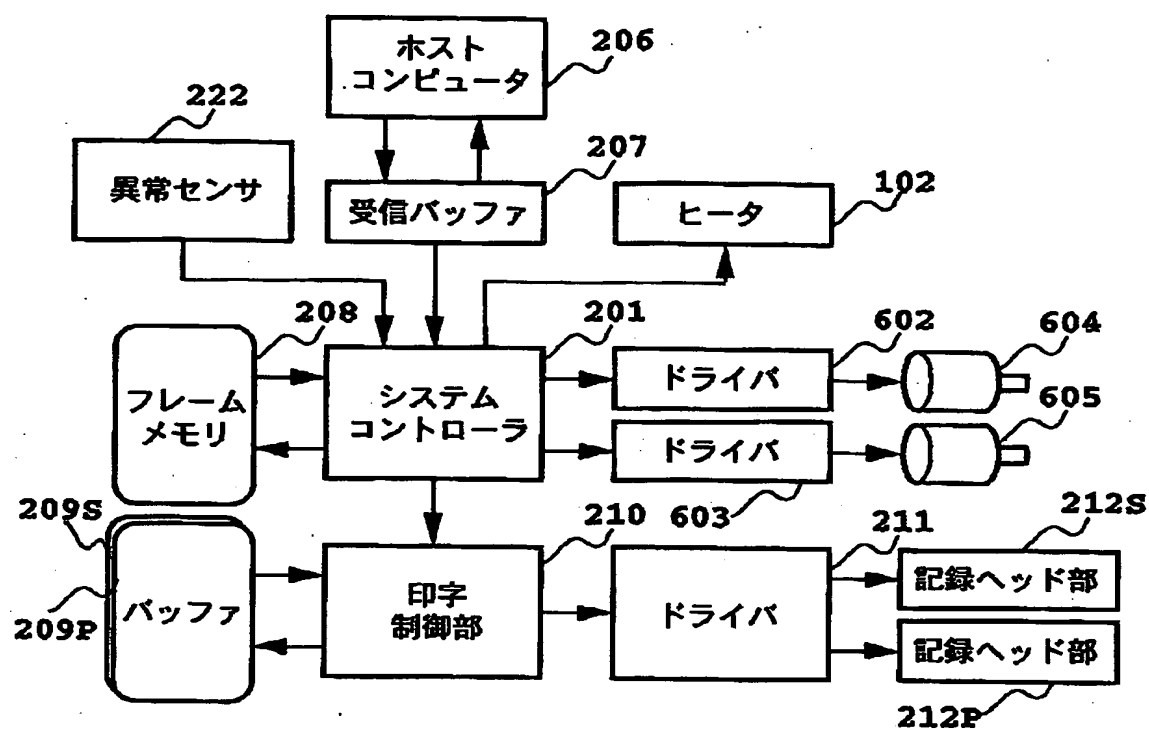 ホスト
コンピュータ
206
222
異常センサ
207
受信バッファ
102
ヒータ
208
フレーム
メモリ
201
システム
コントローラ
602
ドライバ
604
605
ドライバ
603
209S
209P
バッファ
210
印字
制御部
211
ドライバ
212S
記録ヘッド部
記録ヘッド部
212P